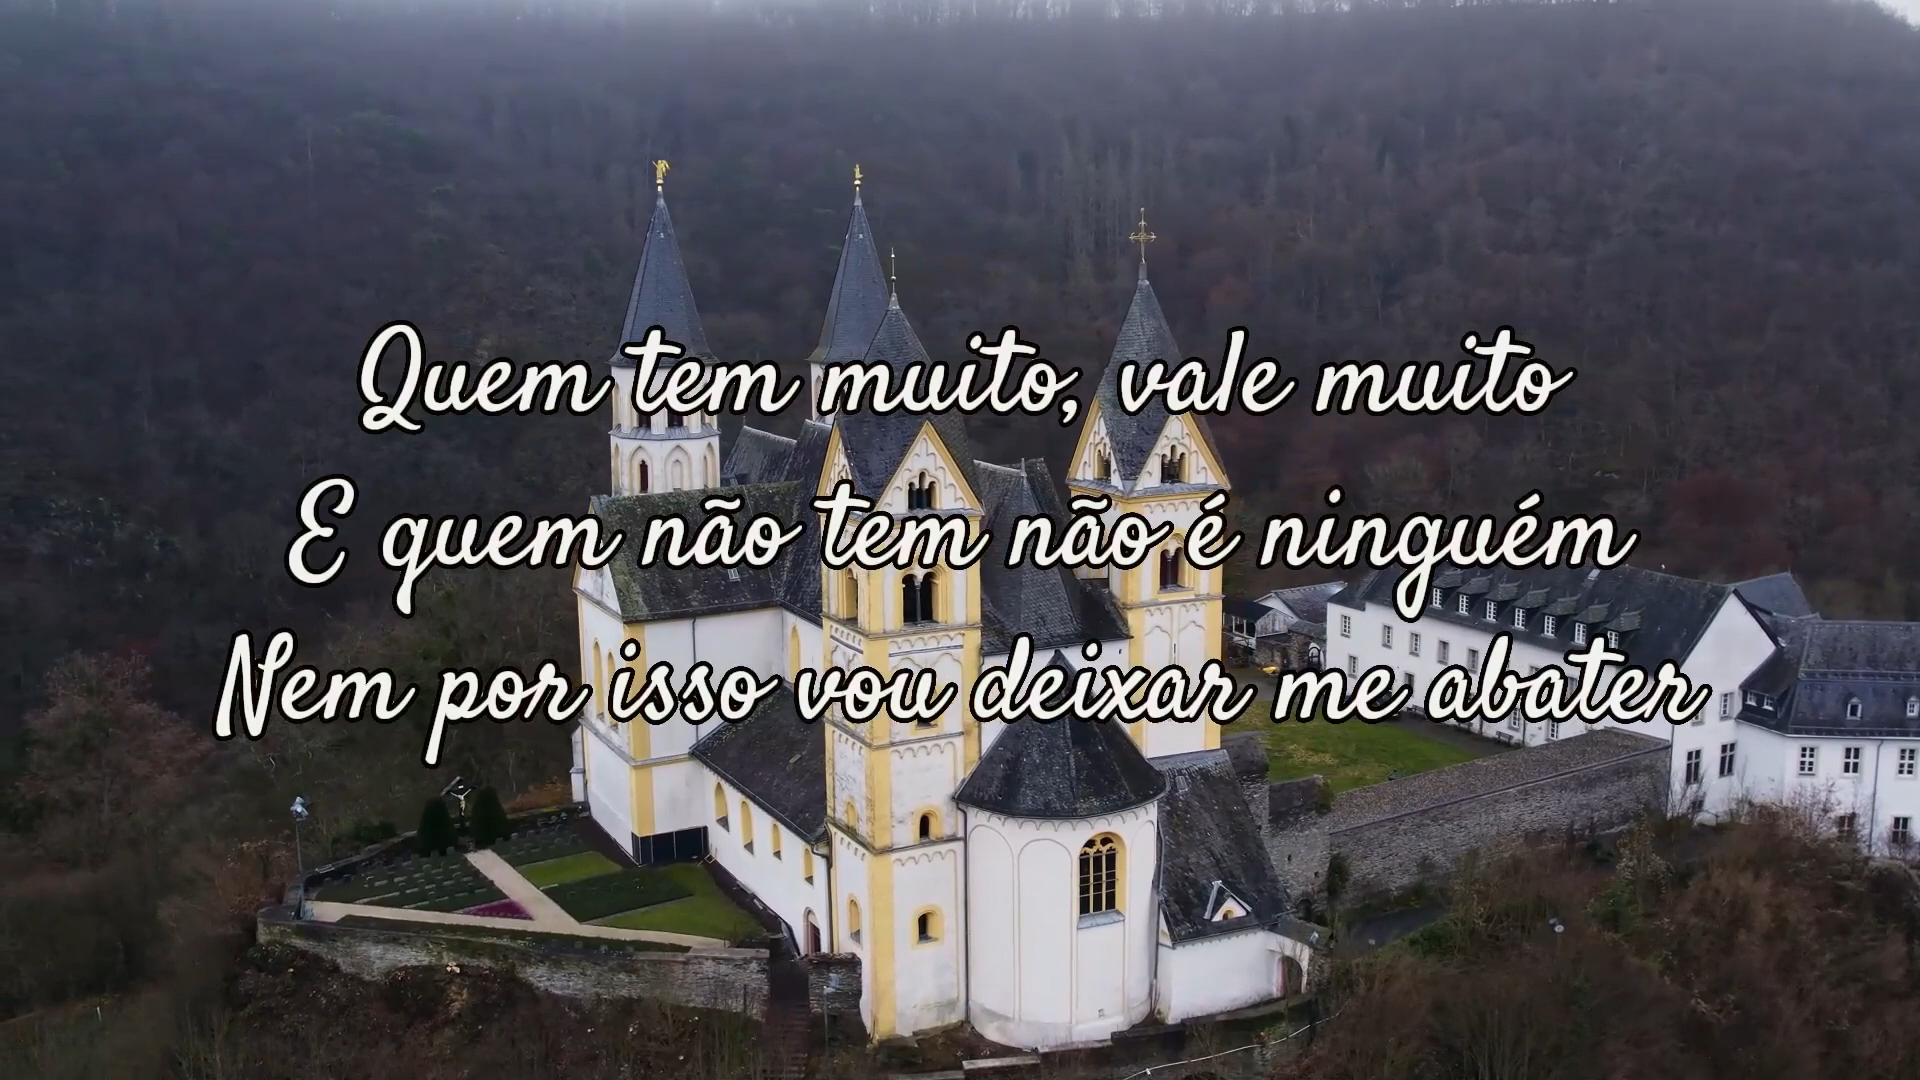 Quem tem muito, vale muito
E quem não tem não é ninguém
Nem por isso vou deixar me abater